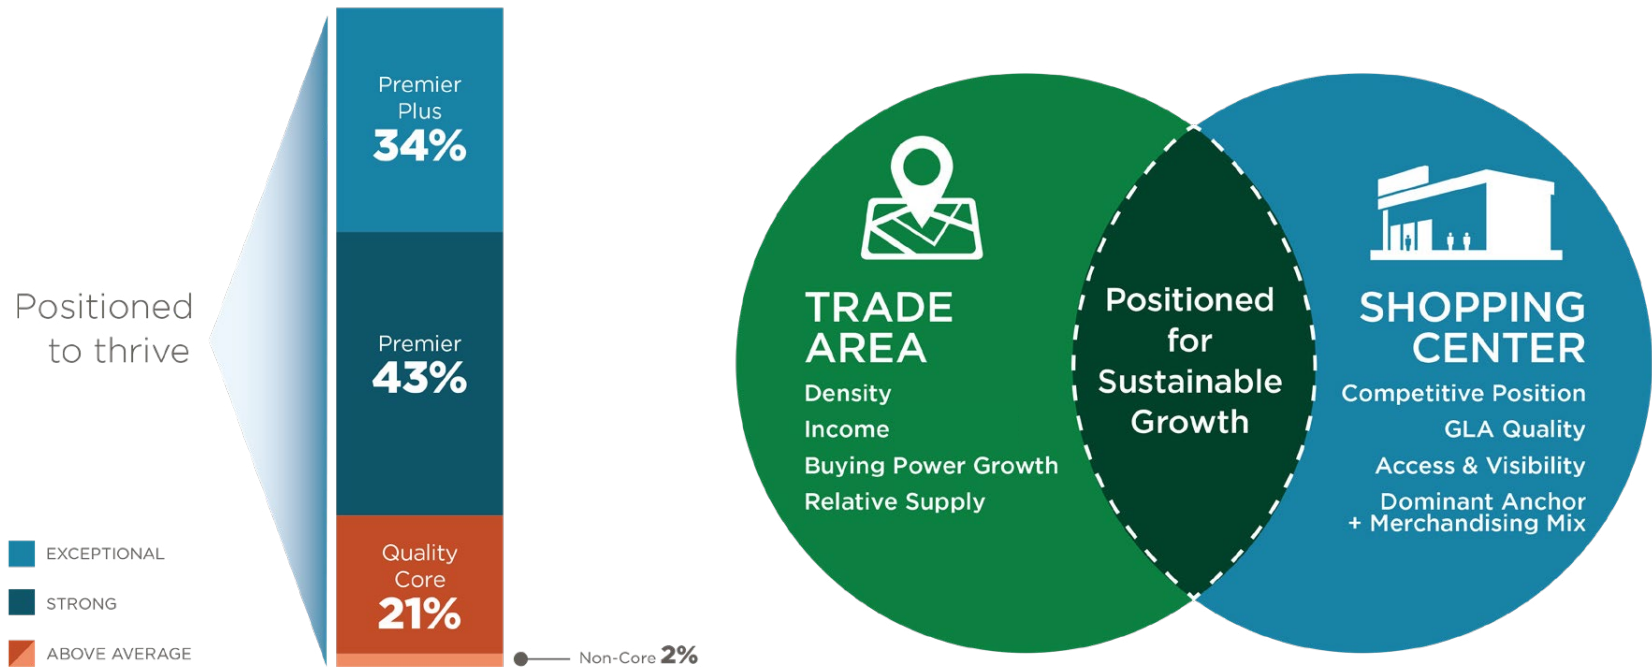 Positioned
to thrive
Premier
Plus
34%
Premier
43%
Quality
Core
21%
Non-Core 2%
EXCEPTIONAL
STRONG
ABOVE AVERAGE
TRADE
AREA
Density
Income
Buying Power Growth
Relative Supply
Positioned
for
Sustainable
Growth
SHOPPING
CENTER
Competitive Position
GLA Quality
Access & Visibility
Dominant Anchor
+ Merchandising Mix